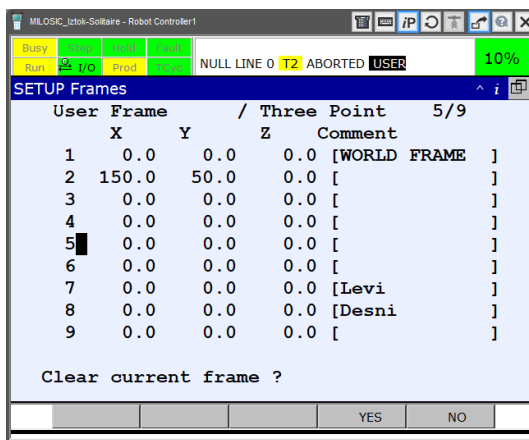 MILOSIC_Iztok-Solitaire - Robot Controller1
iP
Busy Step Hold Fault
Run I/O Prod TCyc
NULL LINE 0 T2 ABORTED USER
10%
SETUP Frames
i
User Frame / Three Point 5/9
X Y Z Comment
1 0.0 0.0 0.0 [WORLD FRAME ]
2 150.0 50.0 0.0 [ ]
3 0.0 0.0 0.0 [ ]
4 0.0 0.0 0.0 [ ]
5 0.0 0.0 0.0 [ ]
6 0.0 0.0 0.0 [ ]
7 0.0 0.0 0.0 [Levi ]
8 0.0 0.0 0.0 [Desni ]
9 0.0 0.0 0.0 [ ]
Clear current frame ?
YES NO